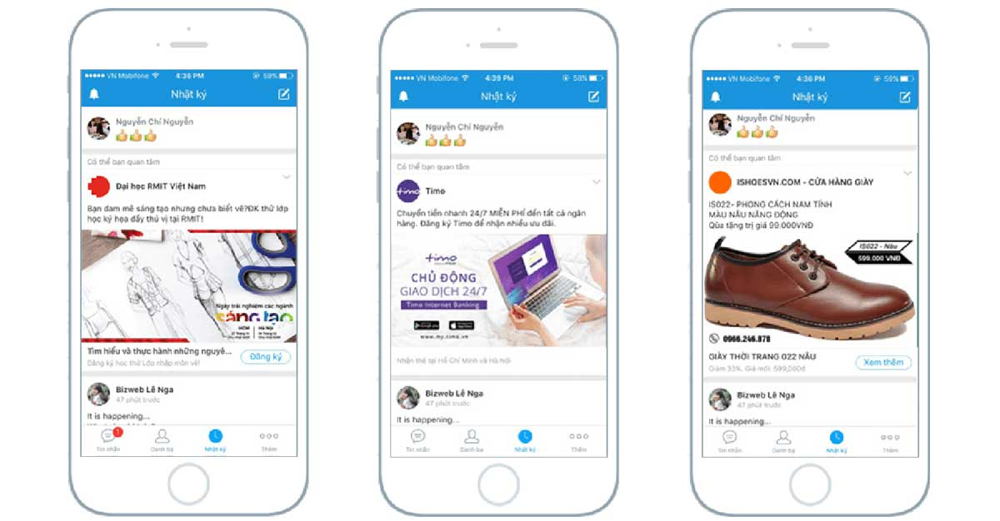 VN Mobifone 4:36 PM 59%
Nhật ký
Nguyễn Chí Nguyễn
Có thể bạn quan tâm
Đại học RMIT Việt Nam
Bạn đam mê sáng tạo nhưng chưa biết vẽ?ĐK thử lớp
học ký họa đầy thú vị tại RMIT!
Ngày trải nghiệm các ngành
sáng tạo
HCM
Hà Nội
Tìm hiểu và thực hành những nguyê...
Đăng ký học thử Lớp nhập môn vẽ!
Đăng ký
Bizweb Lê Nga
47 phút trước
It is happening...
1
Tin nhắn
Danh bạ
Nhật ký
Thêm
VN Mobifone 4:39 PM 58%
Nhật ký
Nguyễn Chí Nguyễn
Có thể bạn quan tâm
timo
Timo
Chuyển tiền nhanh 24/7 MIỄN PHÍ đến tất cả ngân
hàng. Đăng ký Timo để nhận nhiều ưu đãi.
timo
CHỦ ĐỘNG
GIAO DỊCH 24/7
Timo Internet Banking
www.my.timo.vn
Nhận thẻ tại Hồ Chí Minh và Hà Nội
Bizweb Lê Nga
47 phút trước
It is happening...
Tin nhắn
Danh bạ
Nhật ký
Thêm
VN Mobifone 4:36 PM 59%
Nhật ký
Nguyễn Chí Nguyễn
Có thể bạn quan tâm
ISHOESVN.COM - CỬA HÀNG GIÀY
IS022- PHONG CÁCH NAM TÍNH
MÀU NÂU NĂNG ĐỘNG
Qùa tặng trị giá 99.000VNĐ
IS022 - Nâu
599.000 VNĐ
0966.246.878
GIÀY THỜI TRANG 022 NÂU
Giảm 33%. Giá mới: 599,000đ
Xem thêm
Bizweb Lê Nga
47 phút trước
It is happening...
Tin nhắn
Danh bạ
Nhật ký
Thêm